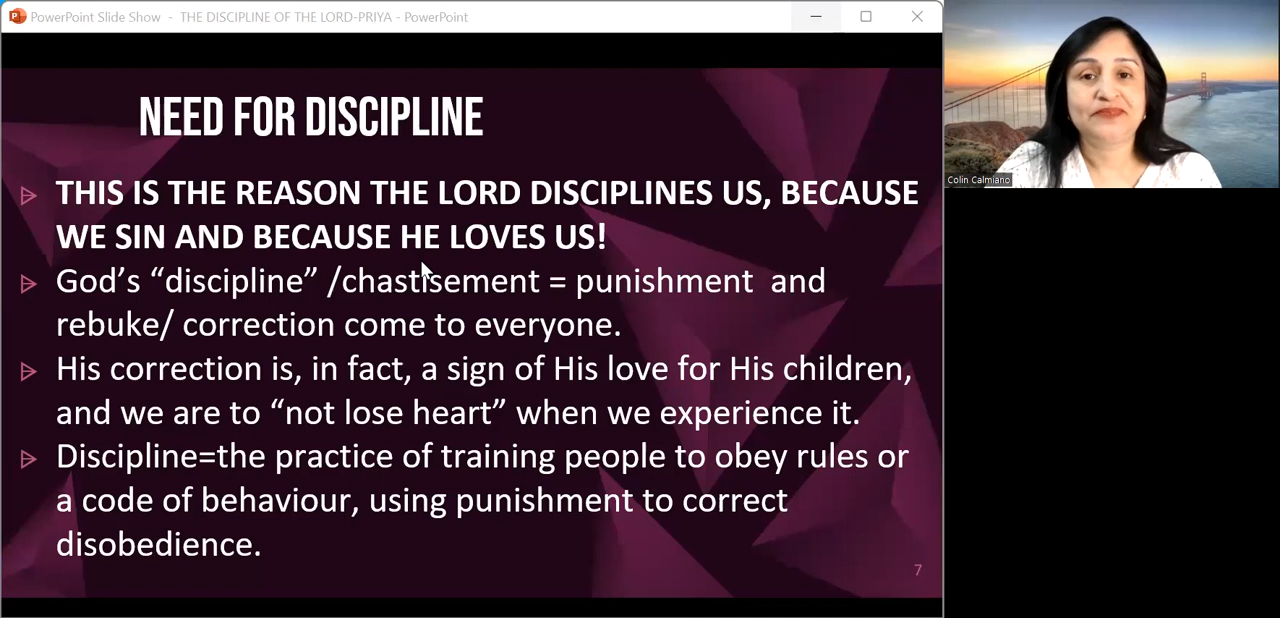 PowerPoint Slide Show - THE DISCIPLINE OF THE LORD-PRIYA - PowerPoint
NEED FOR DISCIPLINE
THIS IS THE REASON THE LORD DISCIPLINES US, BECAUSE
WE SIN AND BECAUSE HE LOVES US!
God's “discipline” /chastisement = punishment and
rebuke/ correction come to everyone.
His correction is, in fact, a sign of His love for His children,
and we are to “not lose heart” when we experience it.
Discipline=the practice of training people to obey rules or
a code of behaviour, using punishment to correct
disobedience.
7
Colin Calmiano